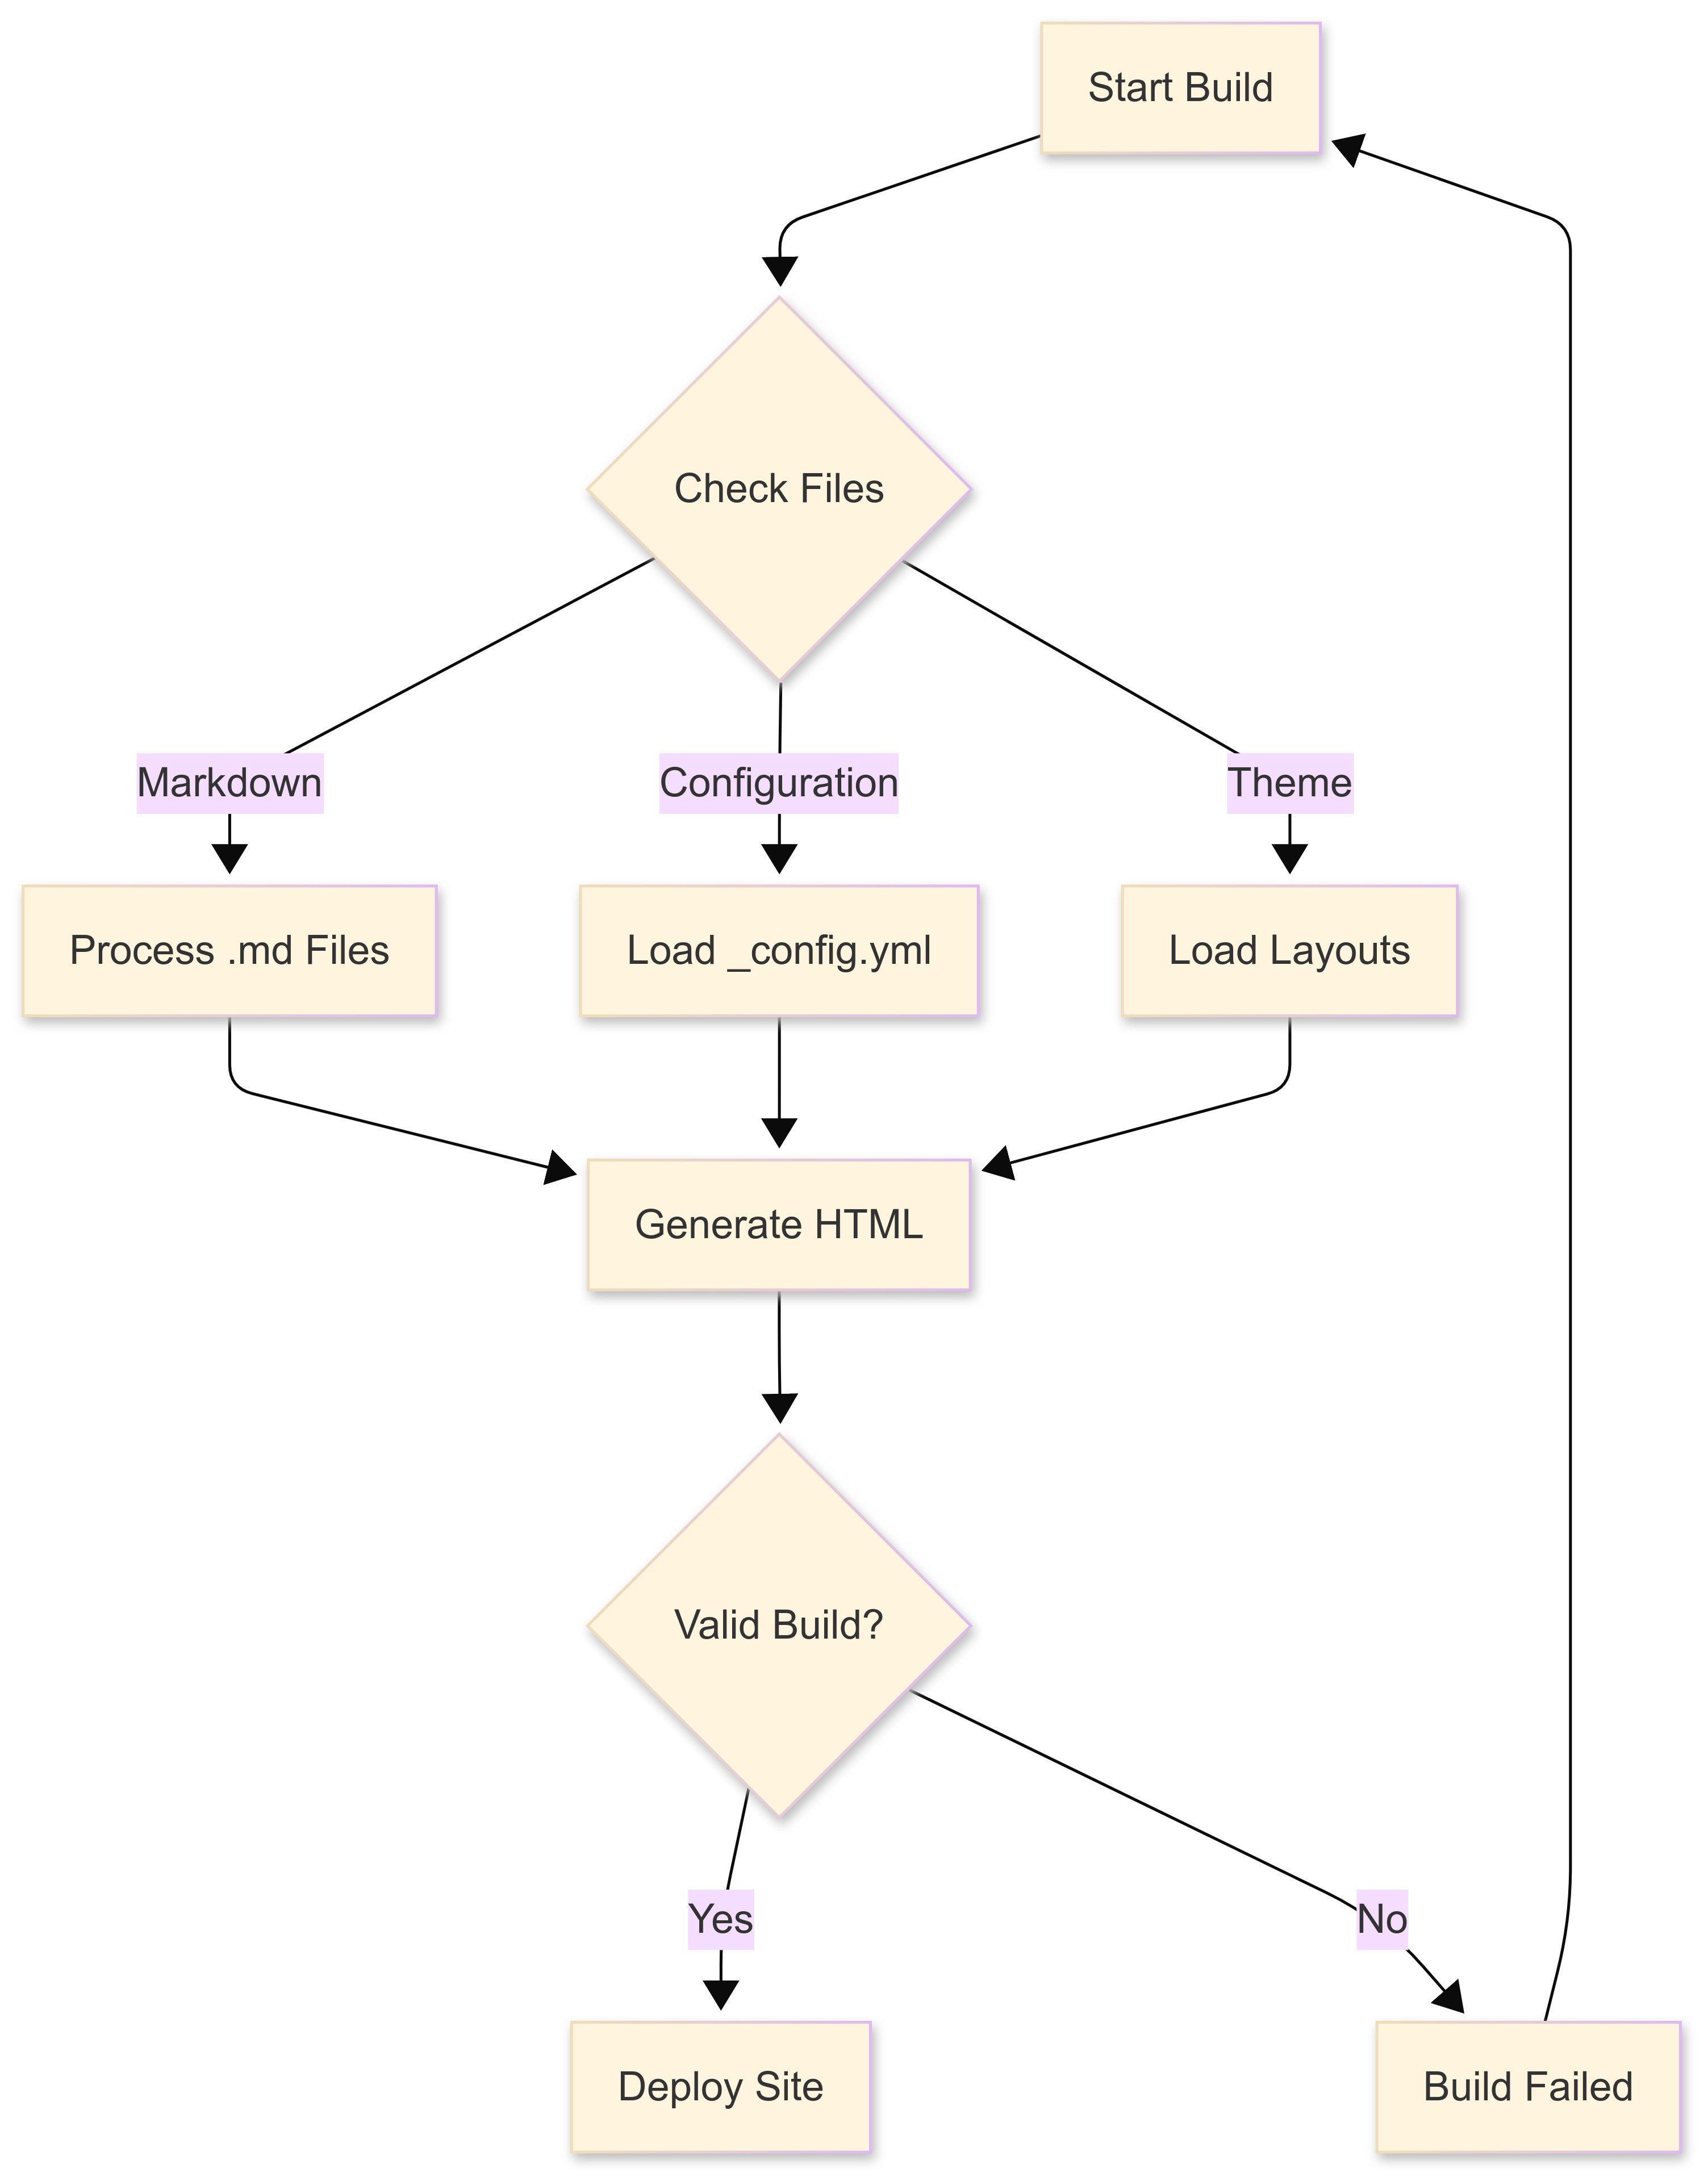 Start Build
Check Files
Markdown
Configuration
Theme
Process .md Files
Load _config.yml
Load Layouts
Generate HTML
Valid Build?
Yes
No
Deploy Site
Build Failed